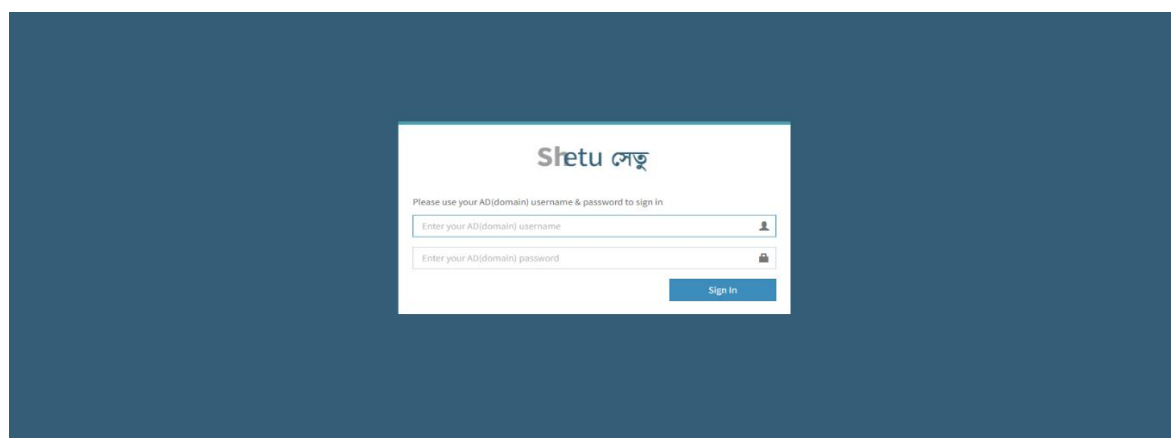 Shetu সেতু
Please use your AD(domain) username & password to sign in
Enter your AD(domain) username
Enter your AD(domain) password
Sign In